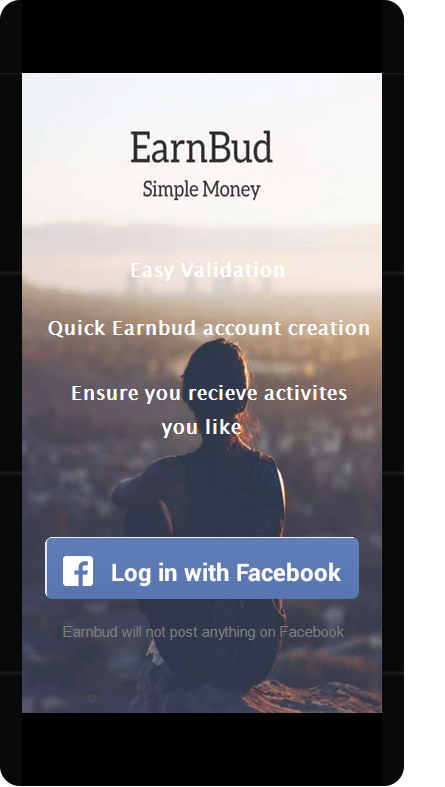 EarnBud
Simple Money
Easy Validation
Quick Earnbud account creation
Ensure you recieve activites
you like
Log in with Facebook
Earnbud will not post anything on Facebook